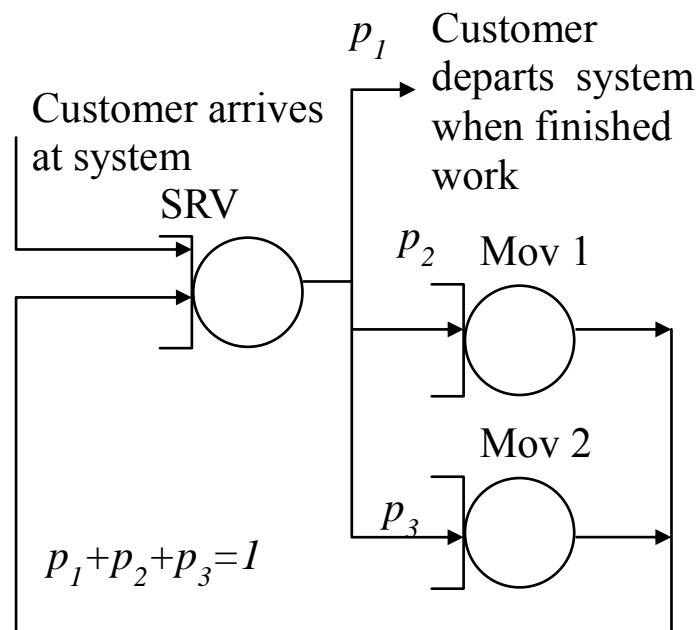 p1
Customer
departs system
when finished
work
Customer arrives
at system
SRV
p2
Mov 1
Mov 2
p3
p1+p2+p3=1